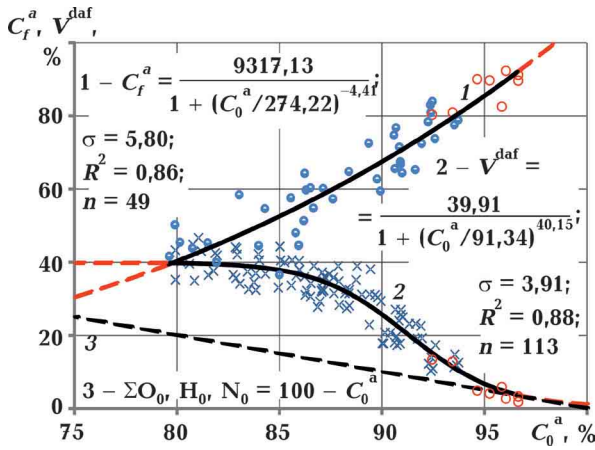 C_f^a, V^daf,
%
80
60
40
20
0
75 80 85 90 95 C_0^a, %
1 – C_f^a = 9317,13 / 1 + (C_0^a/274,22)^–4,41;
σ = 5,80;
R^2 = 0,86;
n = 49
1
2 – V^daf =
= 39,91 / 1 + (C_0^a/91,34)^40,15;
σ = 3,91;
R^2 = 0,88;
n = 113
2
3
3 – ΣO_0, H_0, N_0 = 100 – C_0^a